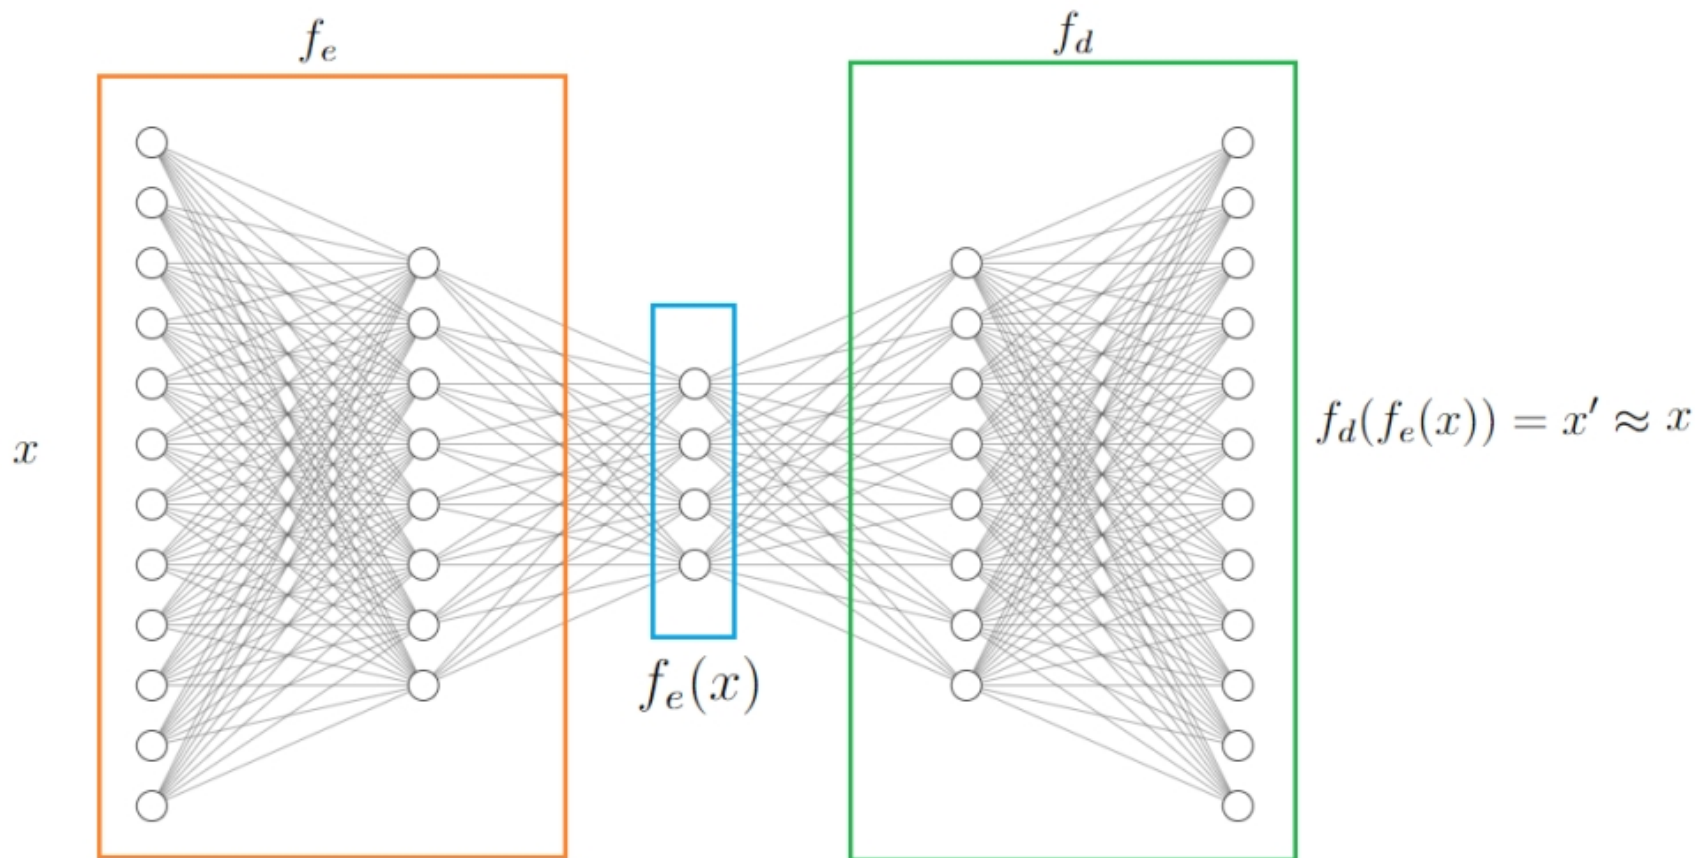 f_e
f_d
x
f_d(f_e(x)) = x′ ≈ x
f_e(x)